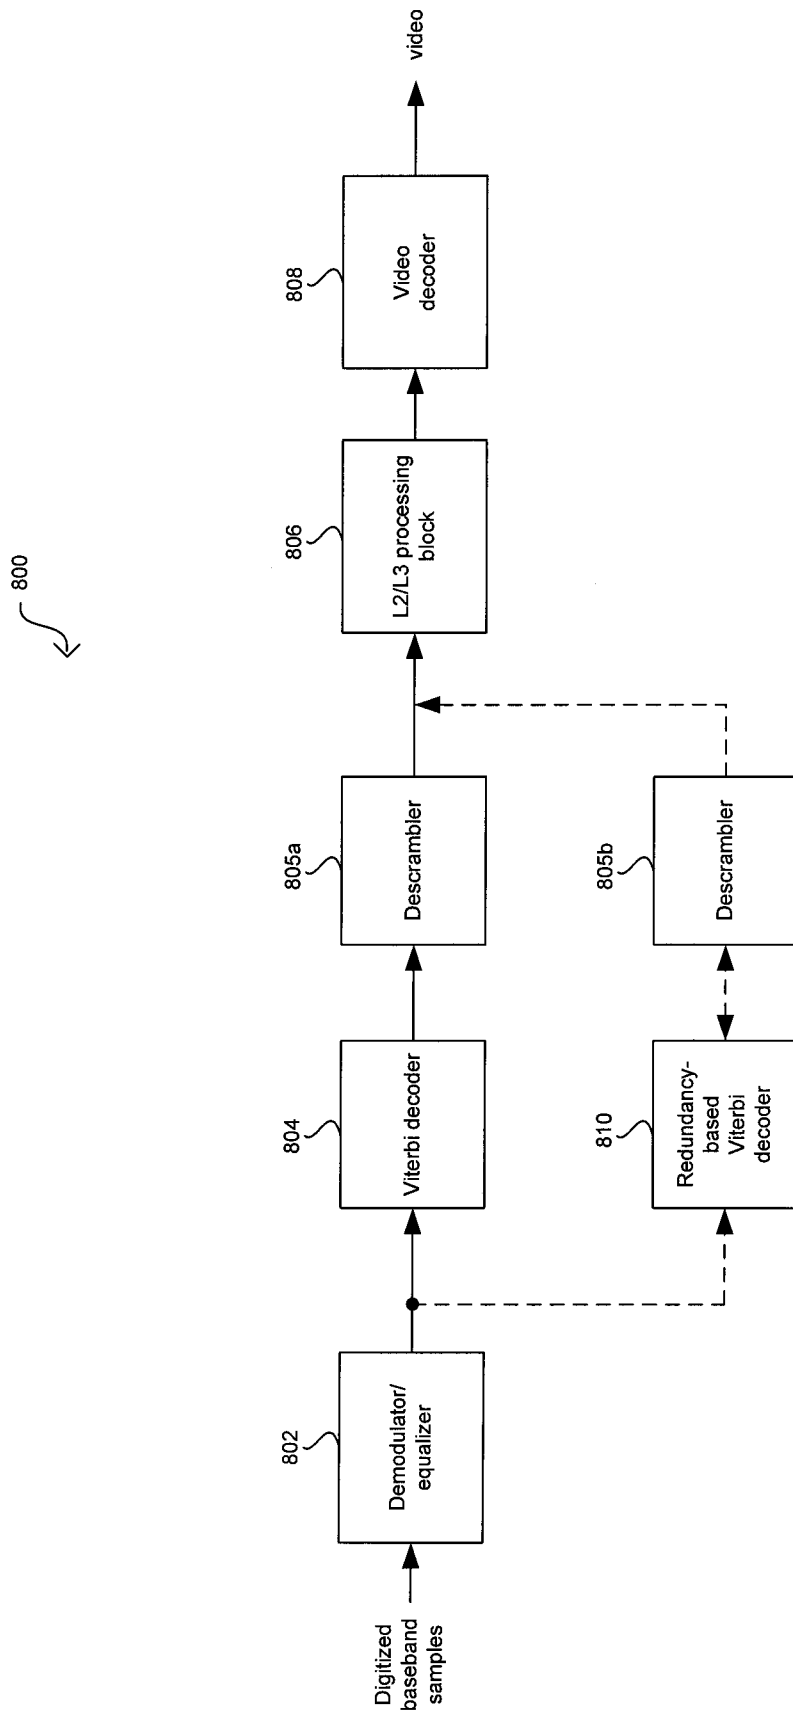 800
Digitized
baseband
samples
802
Demodulator/
equalizer
804
Viterbi decoder
805a
Descrambler
806
L2/L3 processing
block
808
Video
decoder
video
810
Redundancy-
based
Viterbi
decoder
805b
Descrambler